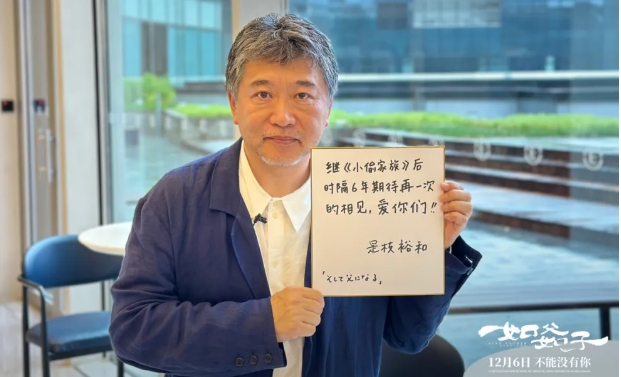 继《小偷家族》后
时隔6年期待再一次
的相见,爱你们!!
是枝裕和
「そして父になる」
如父如子
12月6日 不能没有你